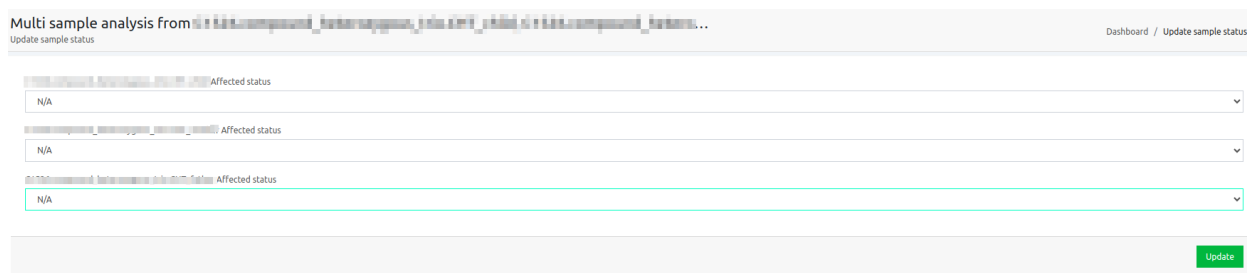 Multi sample analysis from
Update sample status
Dashboard / Update sample status
Affected status
N/A
Affected status
N/A
Affected status
N/A
Update